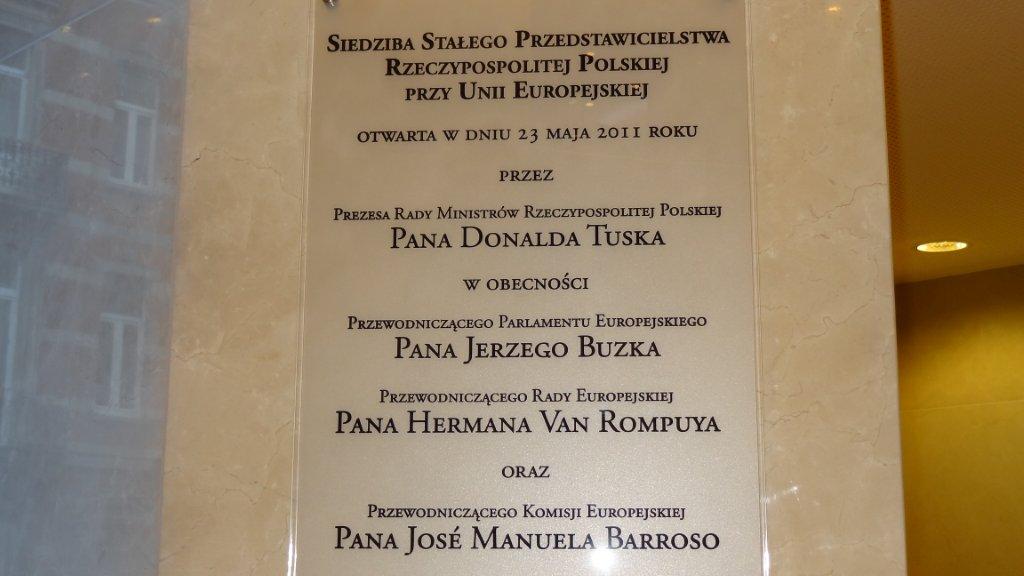 Siedziba Stałego Przedstawicielstwa
Rzeczypospolitej Polskiej
przy Unii Europejskiej
otwarta w dniu 23 maja 2011 roku
przez
Prezesa Rady Ministrów Rzeczypospolitej Polskiej
Pana Donalda Tuska
w obecności
Przewodniczącego Parlamentu Europejskiego
Pana Jerzego Buzka
Przewodniczącego Rady Europejskiej
Pana Hermana Van Rompuya
oraz
Przewodniczącego Komisji Europejskiej
Pana José Manuela Barroso